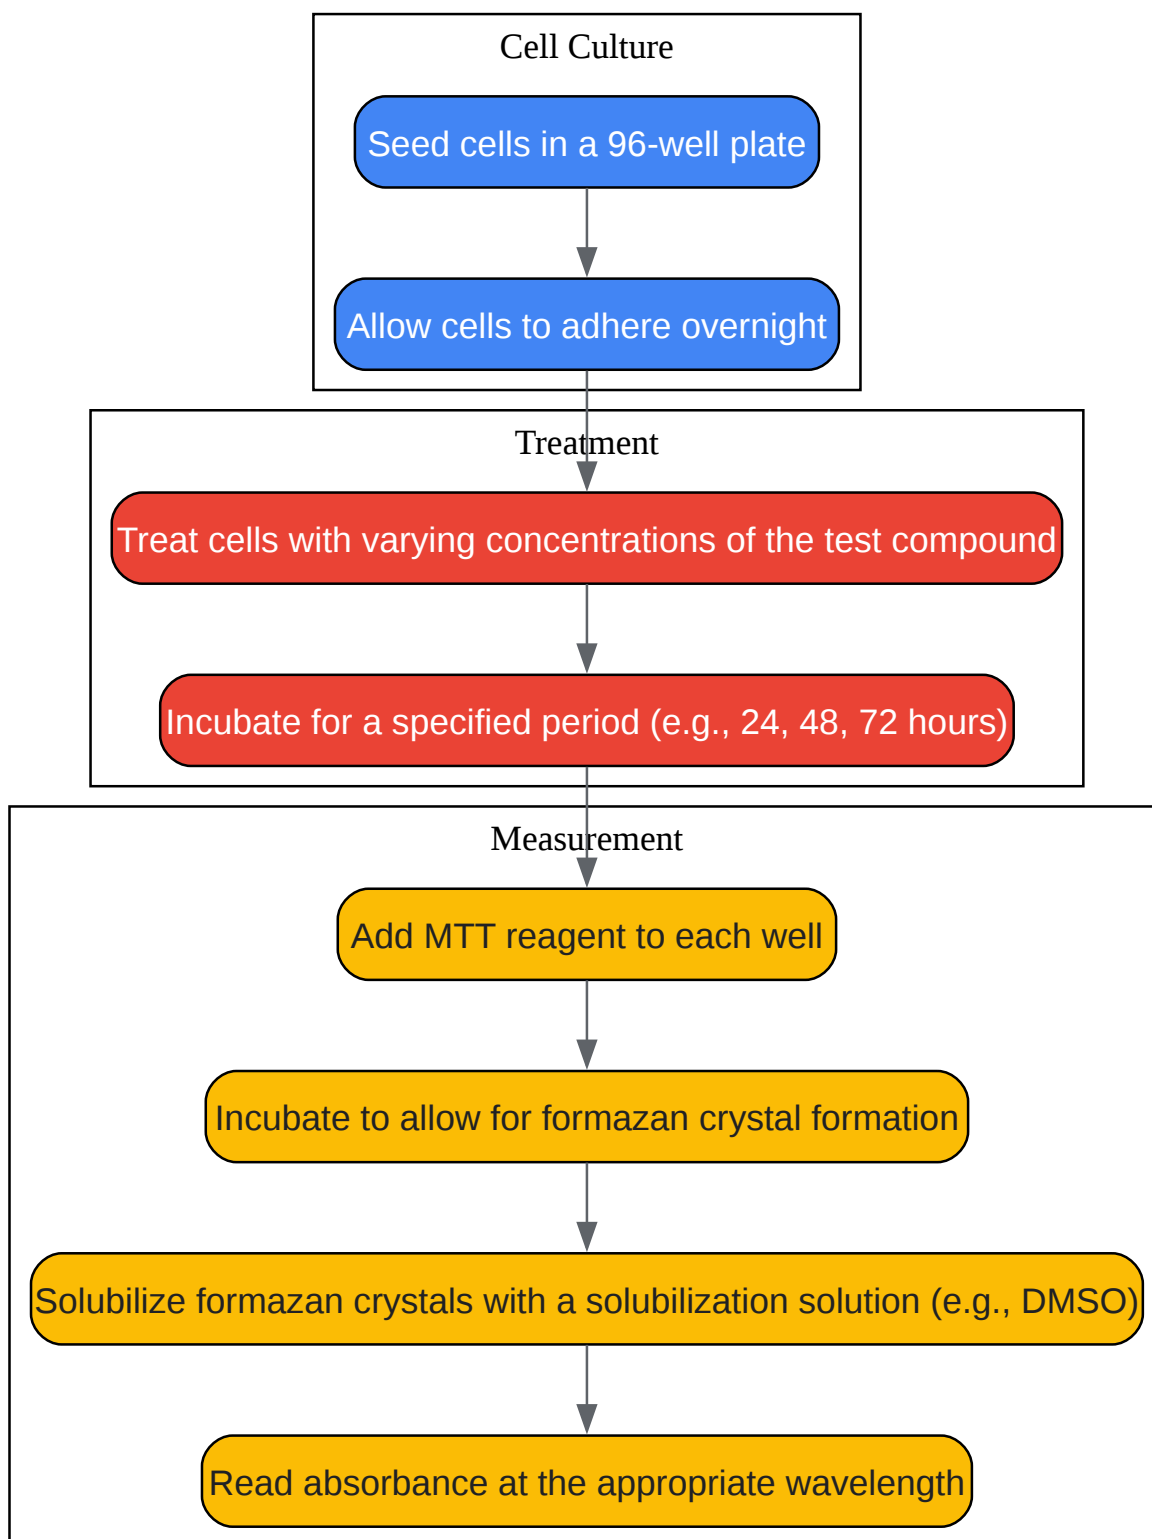 Cell Culture
Seed cells in a 96-well plate
Allow cells to adhere overnight
Treatment
Treat cells with varying concentrations of the test compound
Incubate for a specified period (e.g., 24, 48, 72 hours)
Measurement
Add MTT reagent to each well
Incubate to allow for formazan crystal formation
Solubilize formazan crystals with a solubilization solution (e.g., DMSO)
Read absorbance at the appropriate wavelength